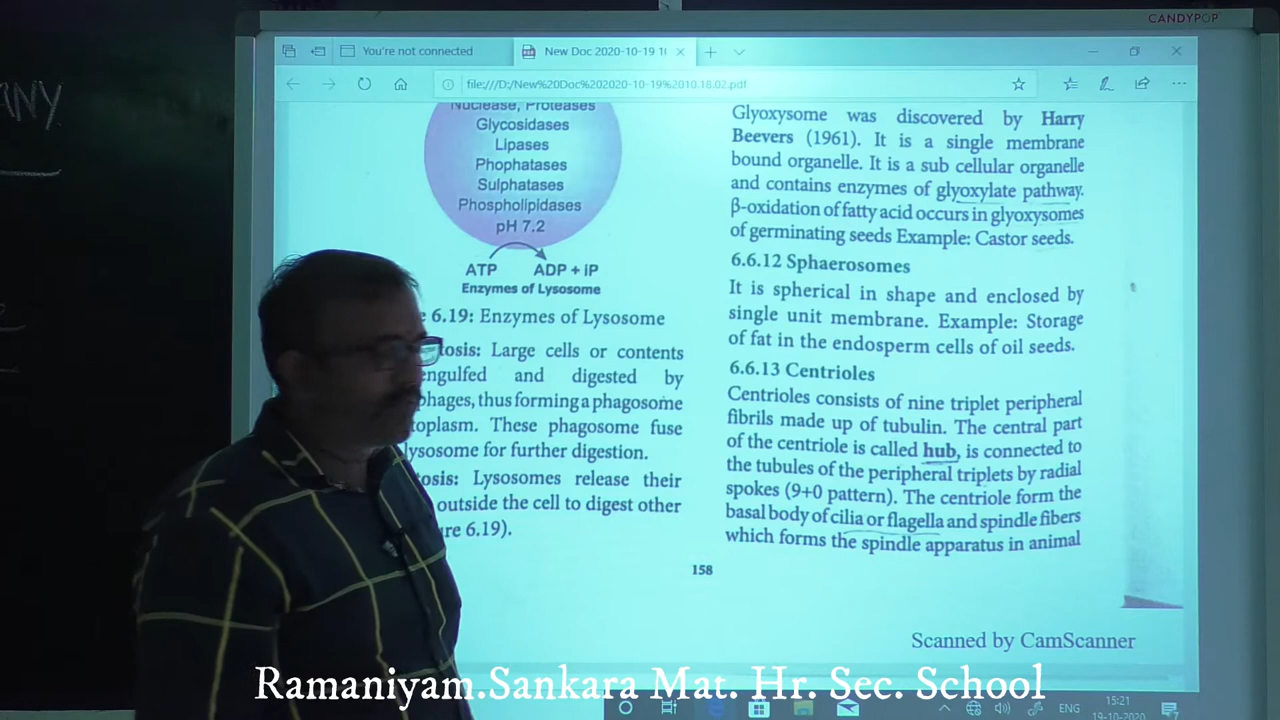 CANDYPOP
ANY
You're not connected
New Doc 2020-10-19 10
file:///D:/New%20Doc%202020-10-19%2010.18.02.pdf
Nuclease, Proteases
Glycosidases
Lipases
Phophatases
Sulphatases
Phospholipidases
pH 7.2
ATP ADP + iP
Enzymes of Lysosome
6.19: Enzymes of Lysosome
tosis: Large cells or contents
engulfed and digested by
phages, thus forming a phagosome
toplasm. These phagosome fuse
lysosome for further digestion.
tosis: Lysosomes release their
outside the cell to digest other
re 6.19).
Glyoxysome was discovered by Harry
Beevers (1961). It is a single membrane
bound organelle. It is a sub cellular organelle
and contains enzymes of glyoxylate pathway.
β-oxidation of fatty acid occurs in glyoxysomes
of germinating seeds Example: Castor seeds.
6.6.12 Sphaerosomes
It is spherical in shape and enclosed by
single unit membrane. Example: Storage
of fat in the endosperm cells of oil seeds.
6.6.13 Centrioles
Centrioles consists of nine triplet peripheral
fibrils made up of tubulin. The central part
of the centriole is called hub, is connected to
the tubules of the peripheral triplets by radial
spokes (9+0 pattern). The centriole form the
basal body of cilia or flagella and spindle fibers
which forms the spindle apparatus in animal
158
Scanned by CamScanner
Ramaniyam.Sankara Mat. Hr. Sec. School
ENG
15:21
19-10-2020